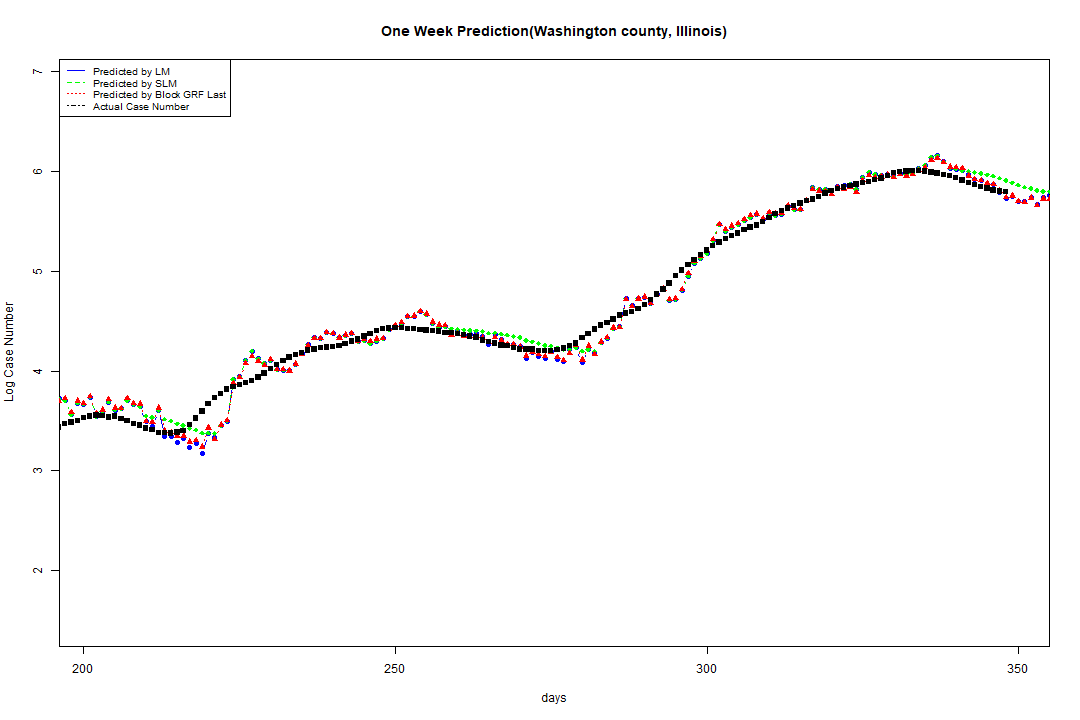 One Week Prediction(Washington county, Illinois)
Predicted by LM
Predicted by SLM
Predicted by Block GRF Last
Actual Case Number
7
6
5
4
3
2
Log Case Number
200 250 300 350
days